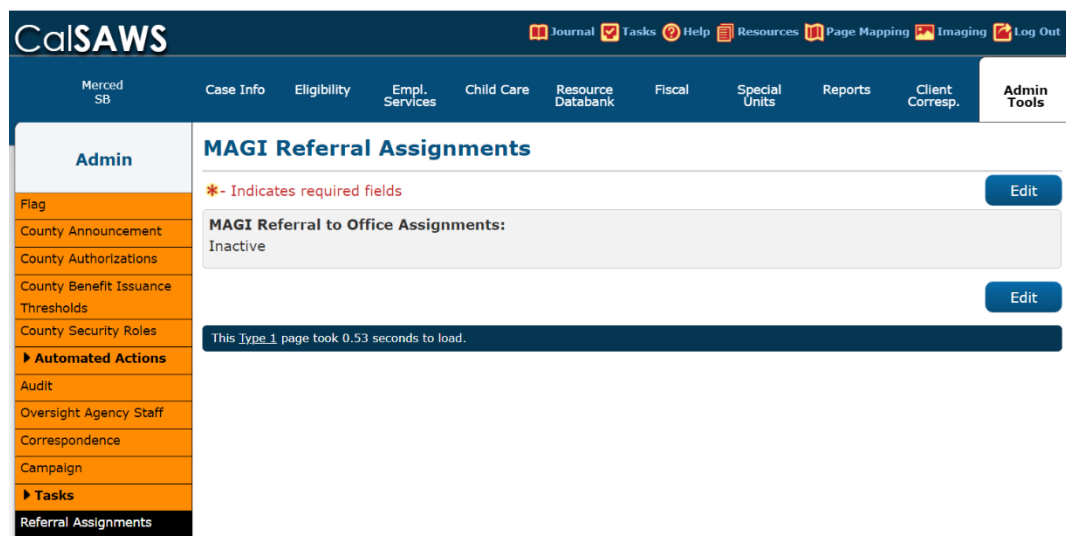 CalSAWS
Journal Tasks Help Resources Page Mapping Imaging Log Out
Merced
SB
Case Info
Eligibility
Empl.
Services
Child Care
Resource
Databank
Fiscal
Special
Units
Reports
Client
Corresp.
Admin
Tools
Admin
Flag
County Announcement
County Authorizations
County Benefit Issuance
Thresholds
County Security Roles
Automated Actions
Audit
Oversight Agency Staff
Correspondence
Campaign
Tasks
Referral Assignments
MAGI Referral Assignments
*- Indicates required fields
Edit
MAGI Referral to Office Assignments:
Inactive
Edit
This Type 1 page took 0.53 seconds to load.